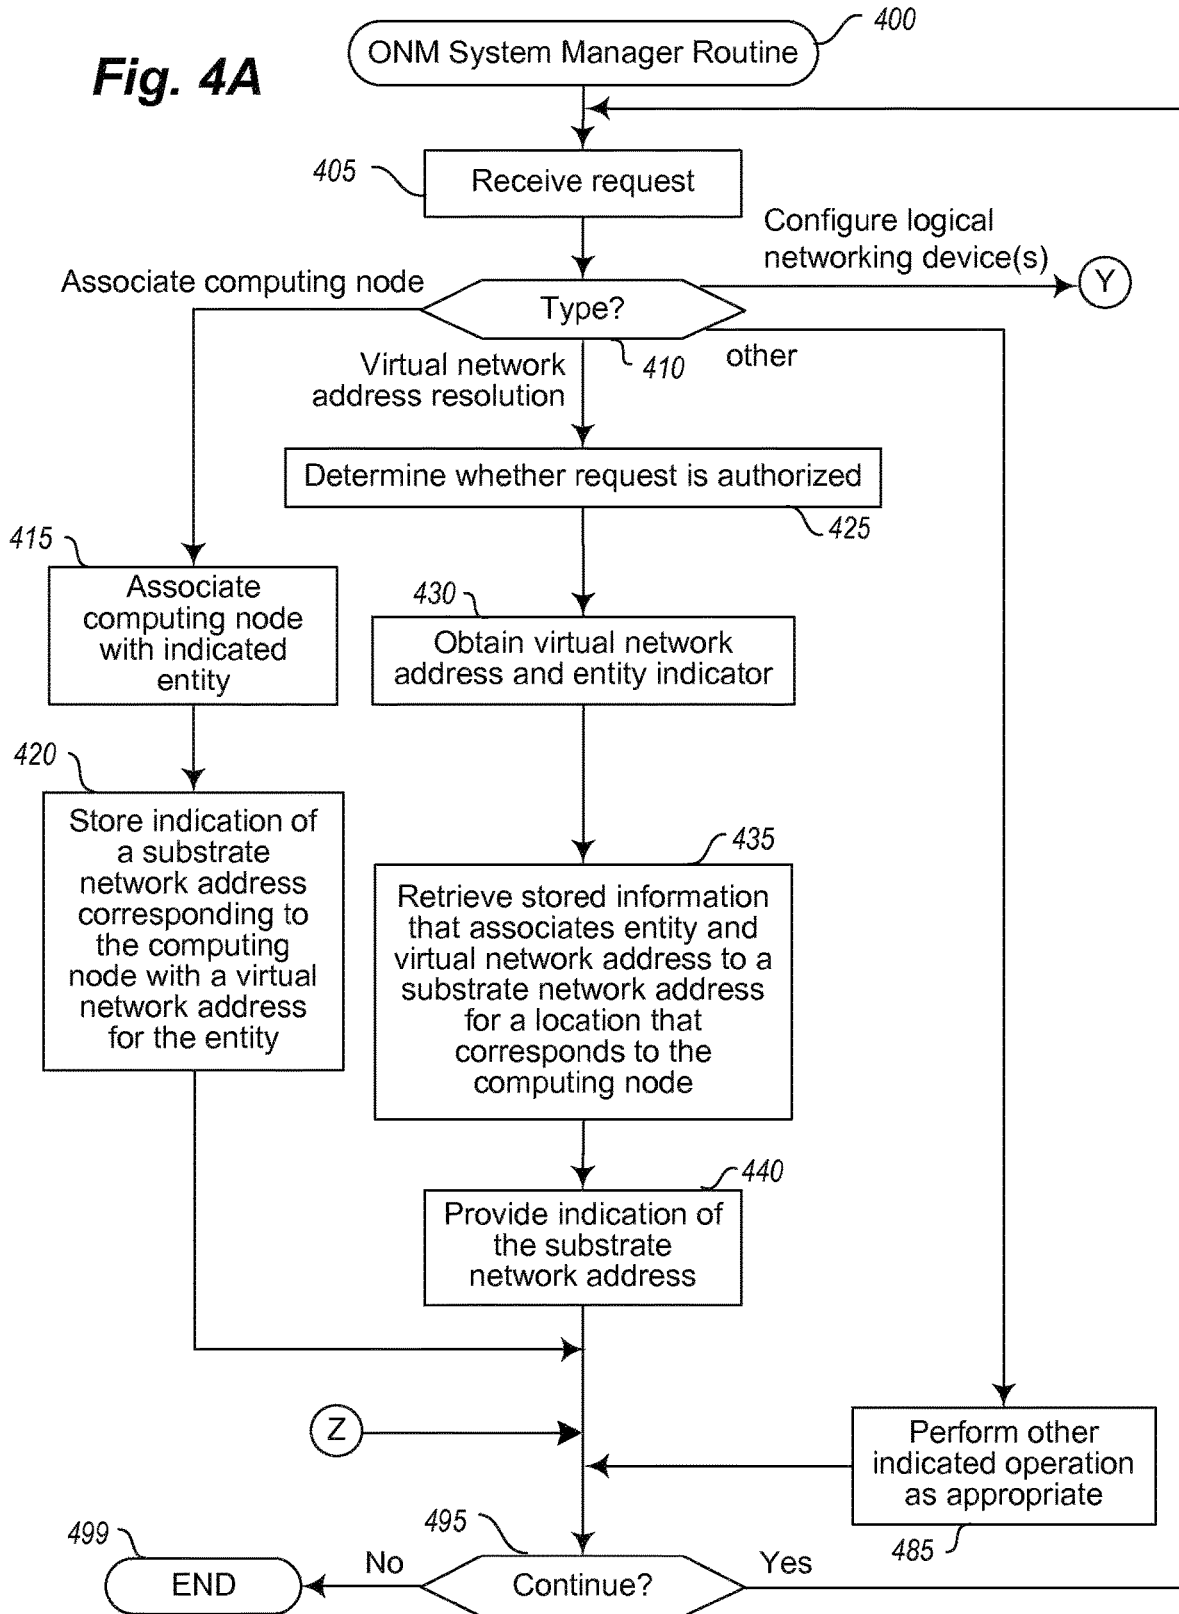 400
ONM System Manager Routine
Fig. 4A
405
Receive request
Configure logical
networking device(s)
Y
Associate computing node
Type?
410
other
Virtual network
address resolution
Determine whether request is authorized
425
415
Associate
computing node
with indicated
entity
430
Obtain virtual network
address and entity indicator
420
Store indication of
a substrate
network address
corresponding to
the computing
node with a virtual
network address
for the entity
435
Retrieve stored information
that associates entity and
virtual network address to a
substrate network address
for a location that
corresponds to the
computing node
440
Provide indication of
the substrate
network address
Z
Perform other
indicated operation
as appropriate
485
495
Continue?
Yes
No
499
END